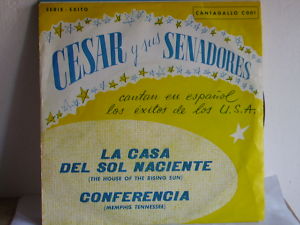 SERIE - EXITO
CANTAGALLO C001
CESAR y sus SENADORES
cantan en español
los éxitos de los U.S.A.
LA CASA
DEL SOL NACIENTE
(THE HOUSE OF THE RISING SUN)
CONFERENCIA
(MEMPHIS TENNESSEE)